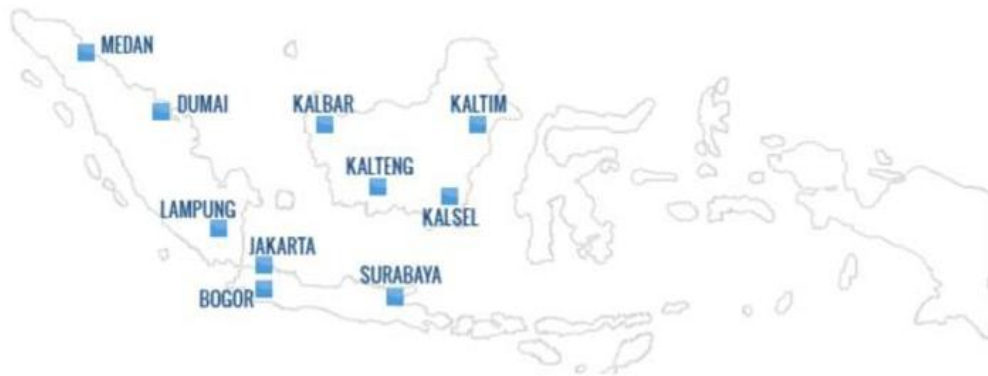 MEDAN
DUMAI
KALBAR
KALTIM
KALTENG
LAMPUNG
KALSEL
JAKARTA
SURABAYA
BOGOR